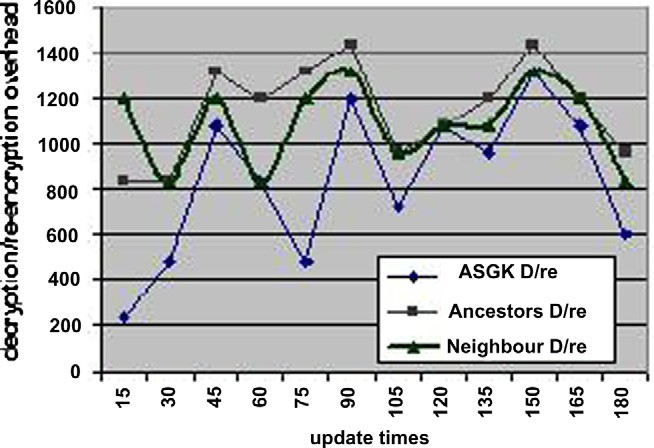 decryption/re-encryption overhead
1600
1400
1200
1000
800
600
400
200
0
ASGK D/re
Ancestors D/re
Neighbour D/re
15 30 45 60 75 90 105 120 135 150 165 180
update times